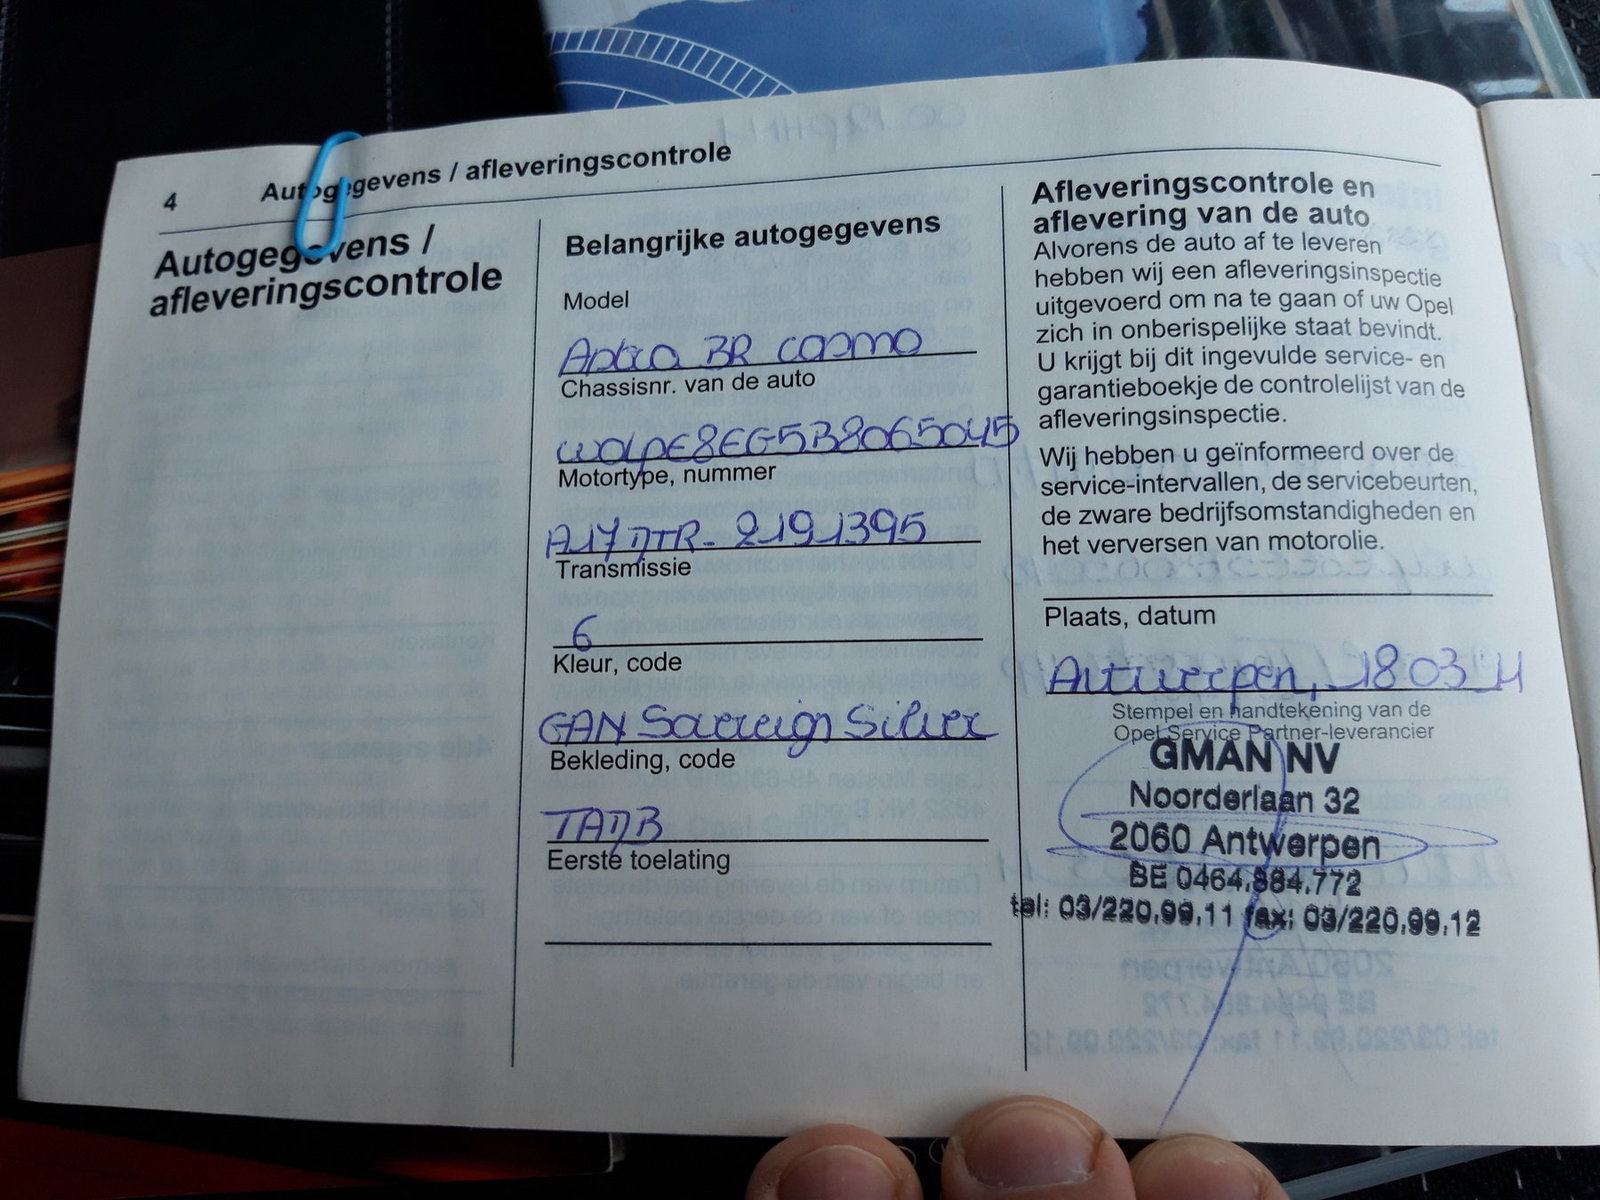 4
Autogegevens / afleveringscontrole
Autogegevens /
afleveringscontrole
Belangrijke autogegevens
Model
Astra BR cosmo
Chassisnr. van de auto
WOLPE8EG5B8065045
Motortype, nummer
A17DTR - 2191395
Transmissie
6
Kleur, code
GAN Sovereign Silver
Bekleding, code
TADB
Eerste toelating
Afleveringscontrole en
aflevering van de auto
Alvorens de auto af te leveren
hebben wij een afleveringsinspectie
uitgevoerd om na te gaan of uw Opel
zich in onberispelijke staat bevindt.
U krijgt bij dit ingevulde service- en
garantieboekje de controlelijst van de
afleveringsinspectie.
Wij hebben u geïnformeerd over de
service-intervallen, de servicebeurten,
de zware bedrijfsomstandigheden en
het verversen van motorolie.
Plaats, datum
Antwerpen, 18 03 11
Stempel en handtekening van de
Opel Service Partner-leverancier
GMAN NV
Noorderlaan 32
2060 Antwerpen
BE 0464.884.772
tel: 03/220.99.11 fax: 03/220.99.12